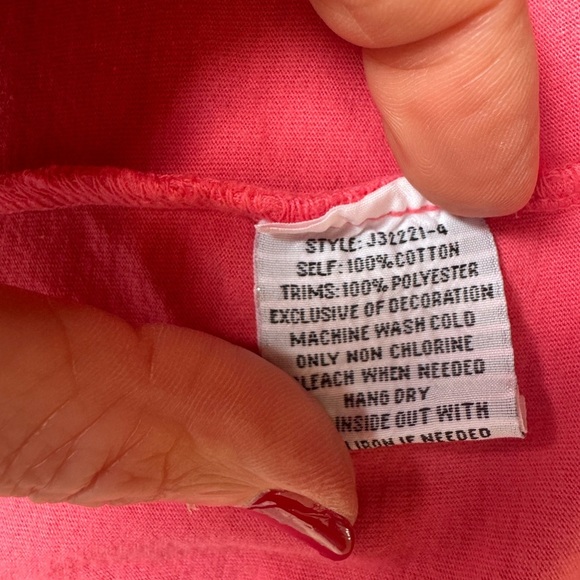 STYLE: J32221-4
SELF: 100% COTTON
TRIMS: 100% POLYESTER
EXCLUSIVE OF DECORATION
MACHINE WASH COLD
ONLY NON CHLORINE
LEACH WHEN NEEDED
HANG DRY
INSIDE OUT WITH
IRON IF NEEDED